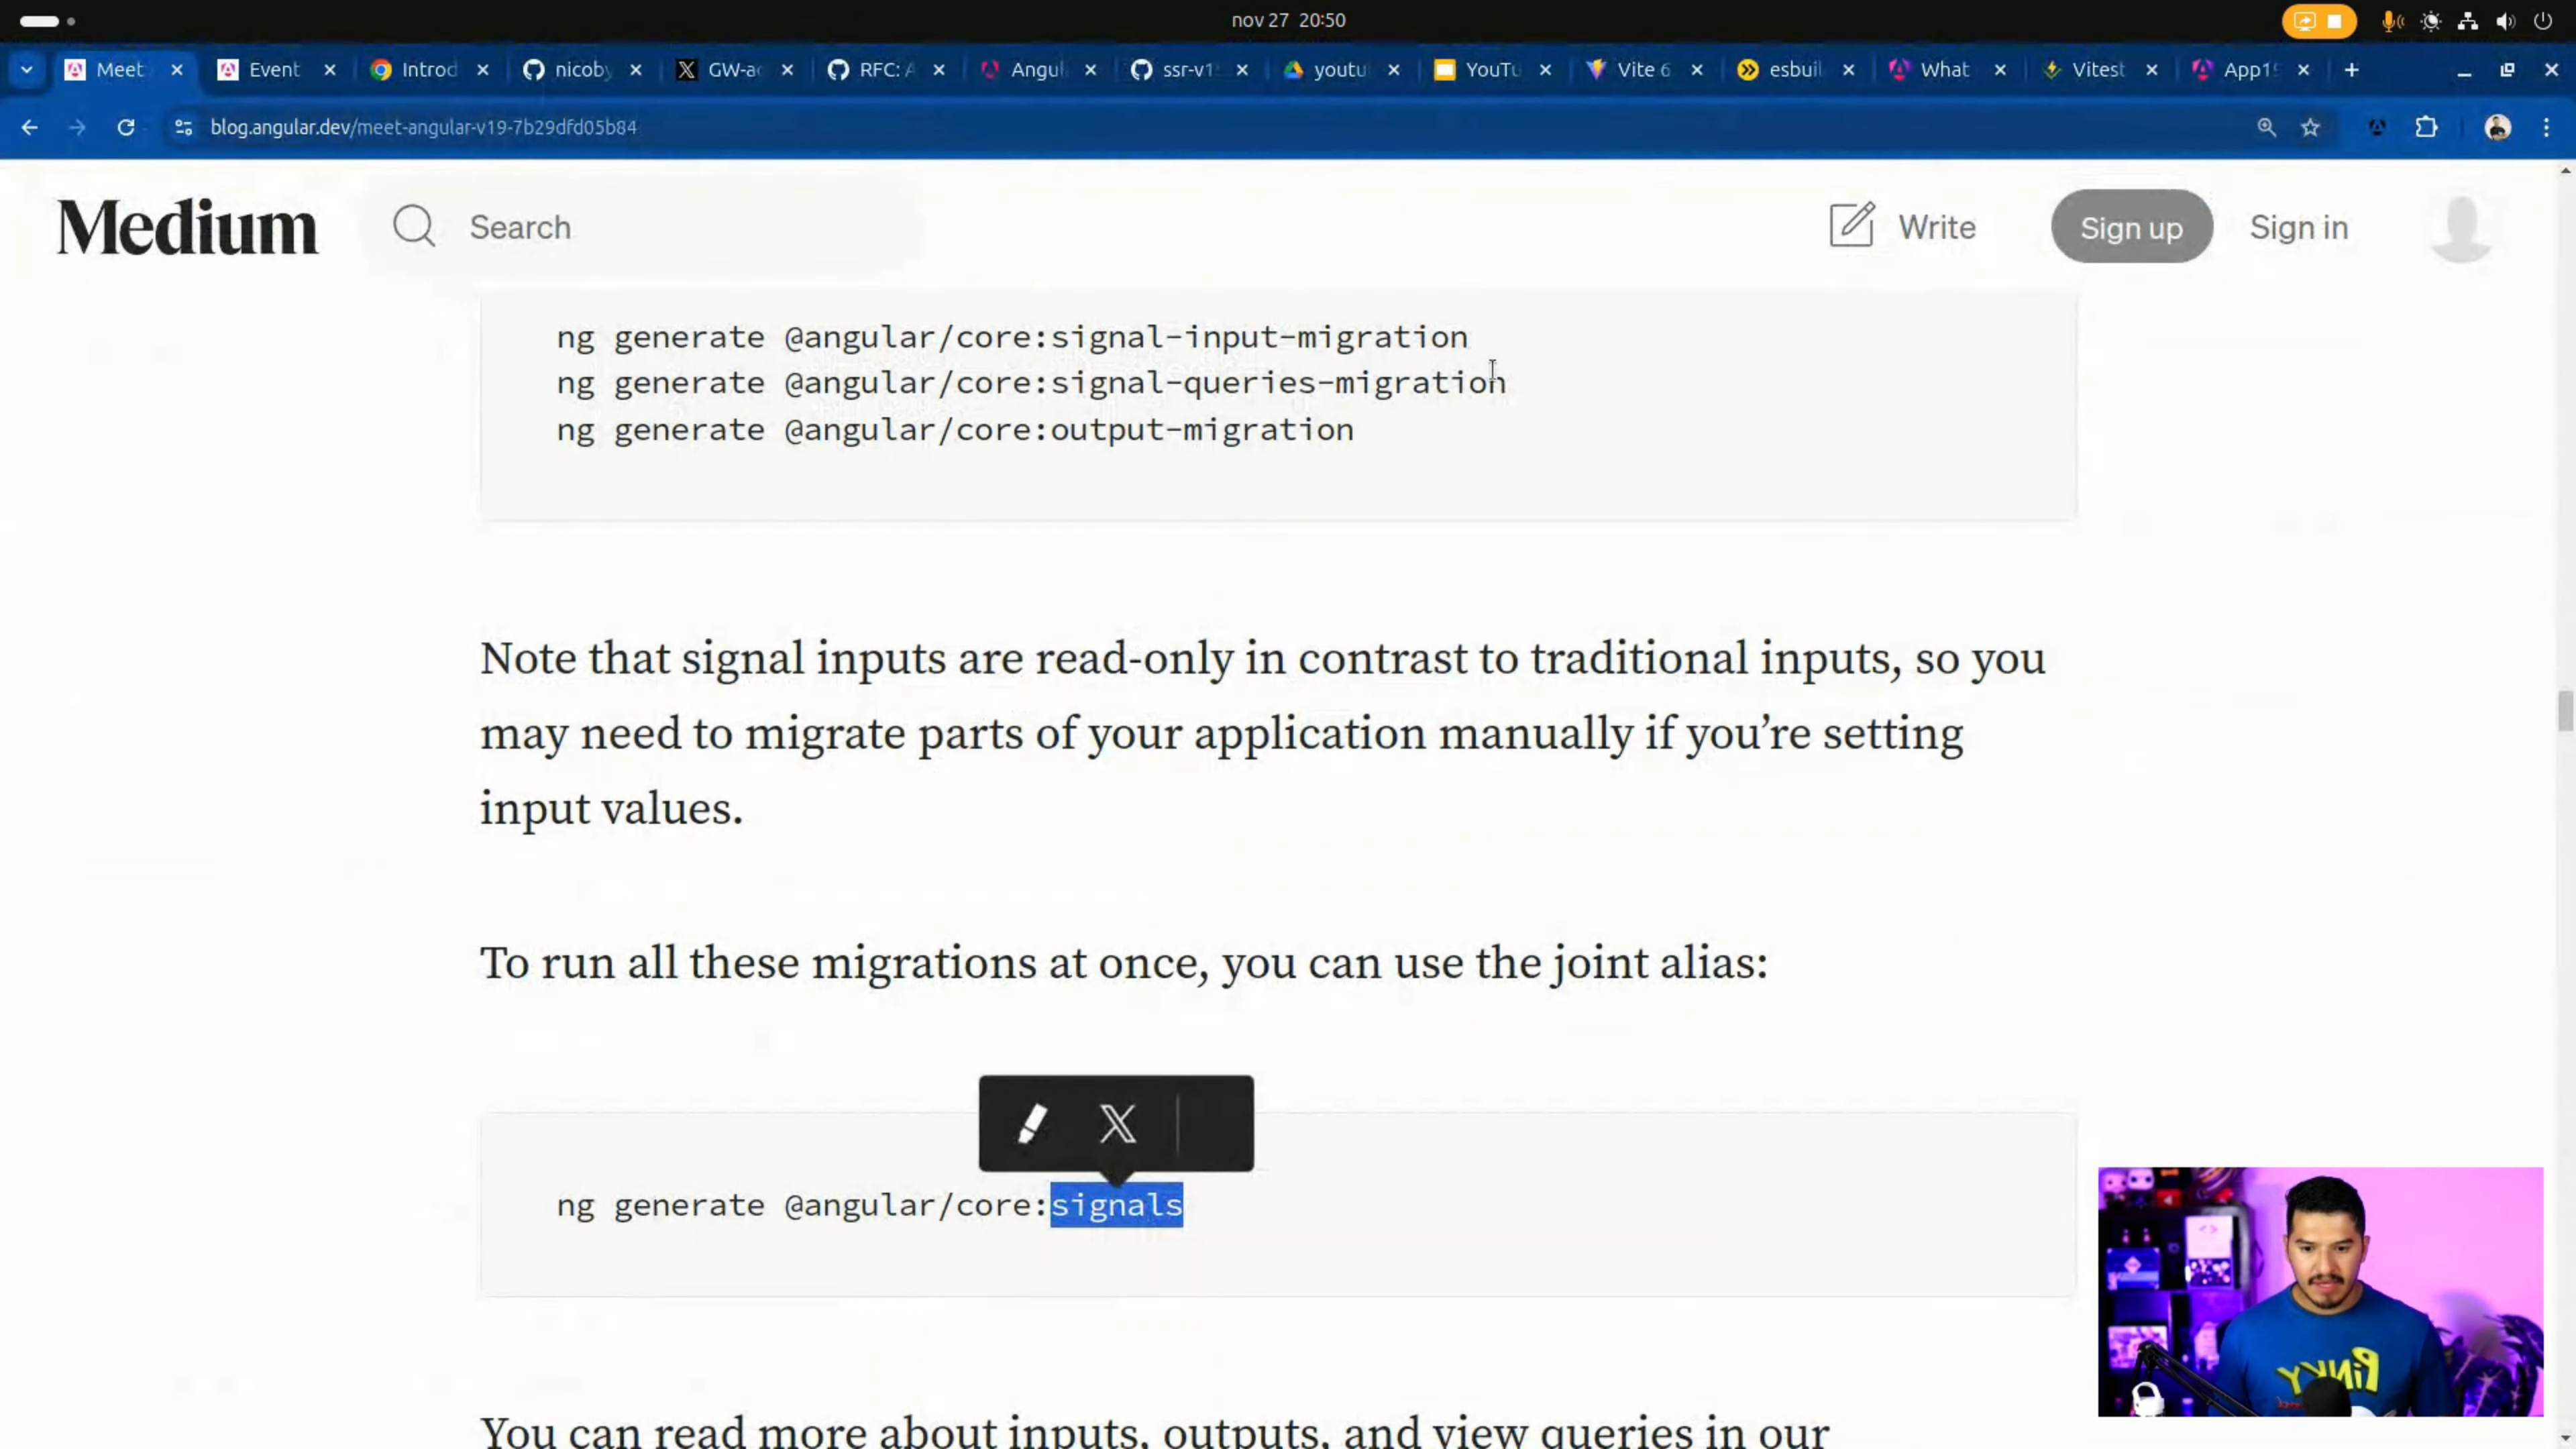 nov 27 20:50
Meet
Event
Introd
nicoby
GW-ac
RFC: A
Angul
ssr-v1
youtu
YouTu
Vite 6
esbuil
What
Vitest
App19
blog.angular.dev/meet-angular-v19-7b29dfd05b84
Medium
Search
Write
Sign up
Sign in
ng generate @angular/core:signal-input-migration
ng generate @angular/core:signal-queries-migration
ng generate @angular/core:output-migration
Note that signal inputs are read-only in contrast to traditional inputs, so you
may need to migrate parts of your application manually if you’re setting
input values.
To run all these migrations at once, you can use the joint alias:
ng generate @angular/core:signals
You can read more about inputs, outputs, and view queries in our
PINKY